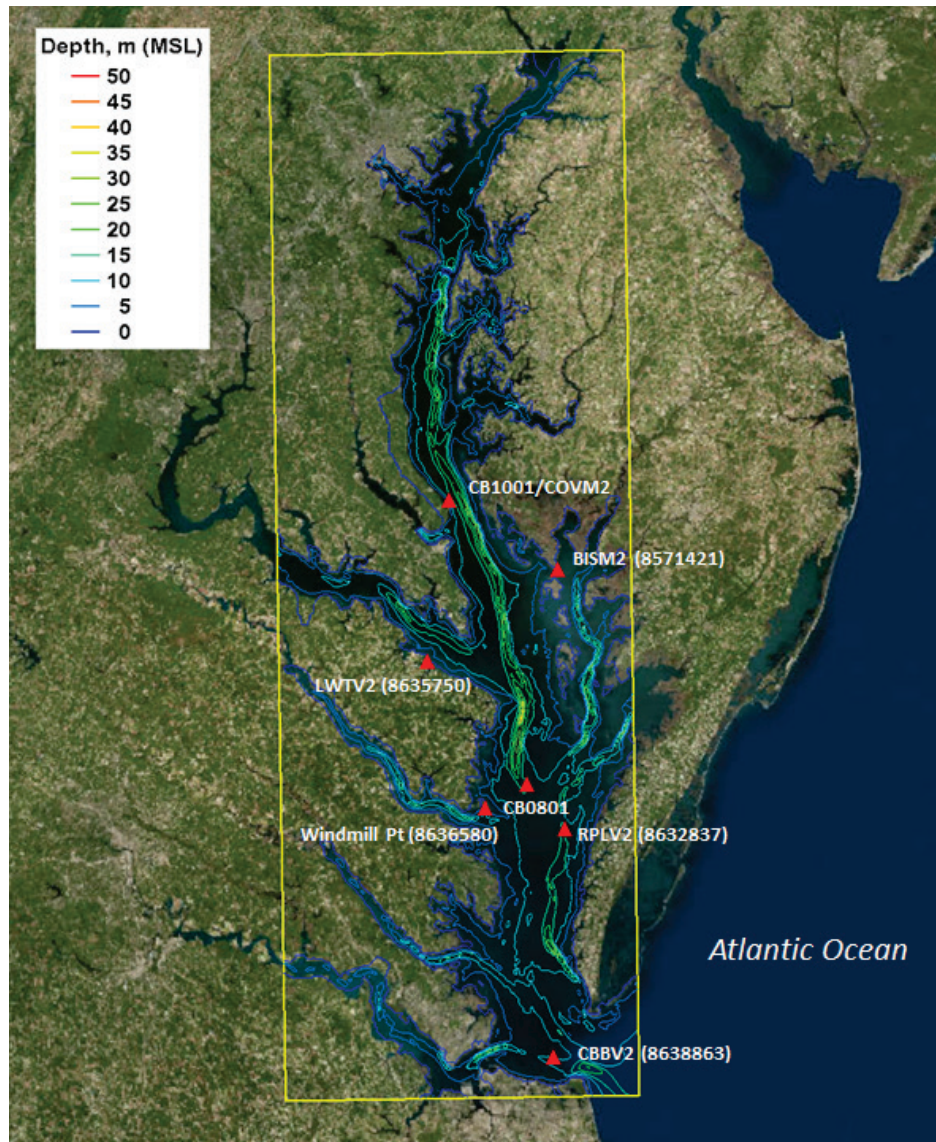 Depth, m (MSL)
50
45
40
35
30
25
20
15
10
5
0
CB1001/COVM2
BISM2 (8571421)
LWTV2 (8635750)
CB0801
Windmill Pt (8636580)
RPLV2 (8632837)
Atlantic Ocean
CBBV2 (8638863)